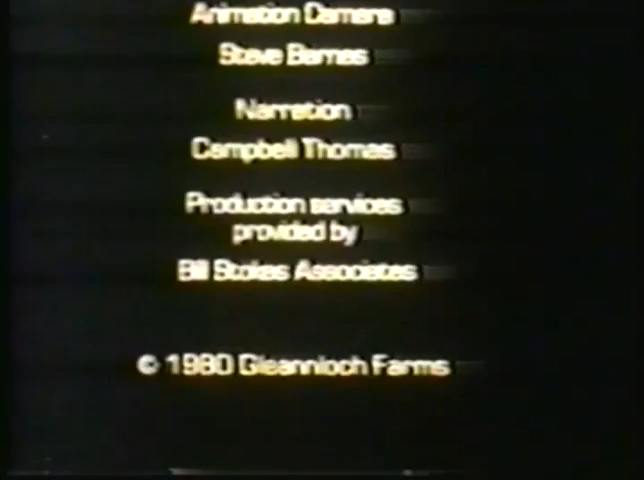 Animation Camera
Steve Barnes
Narration
Campbell Thomas
Production services
provided by
Bill Stokes Associates
© 1980 Gleannloch Farms